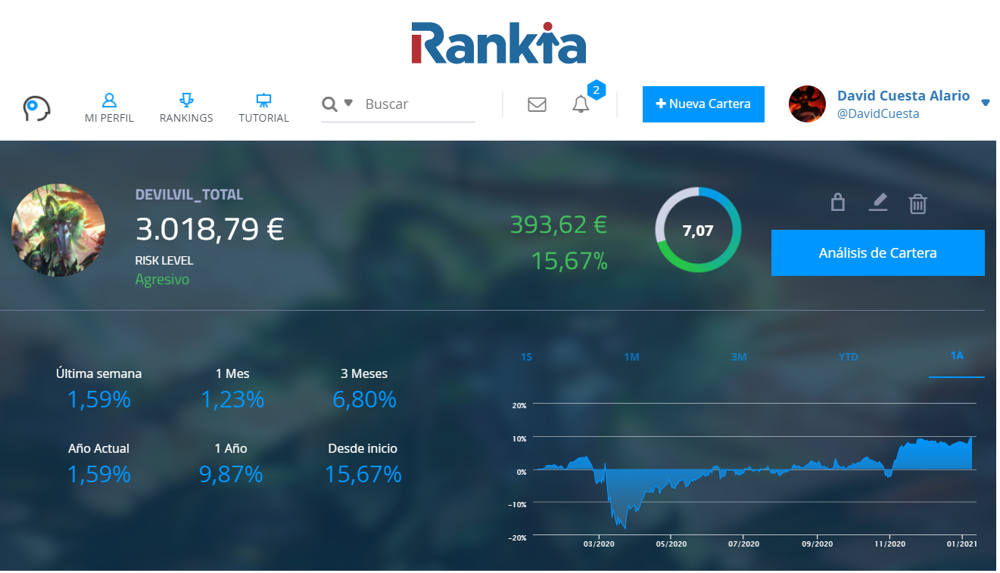 Rankia
2
MI PERFIL
RANKINGS
TUTORIAL
Buscar
+ Nueva Cartera
David Cuesta Alario
@DavidCuesta
DEVILVIL_TOTAL
3.018,79 €
RISK LEVEL
Agresivo
393,62 €
15,67%
7,07
Análisis de Cartera
Última semana
1 Mes
3 Meses
1,59%
1,23%
6,80%
Año Actual
1 Año
Desde inicio
1,59%
9,87%
15,67%
1S
1M
3M
YTD
1A
20%
10%
0%
-10%
-20%
03/2020
05/2020
07/2020
09/2020
11/2020
01/2021